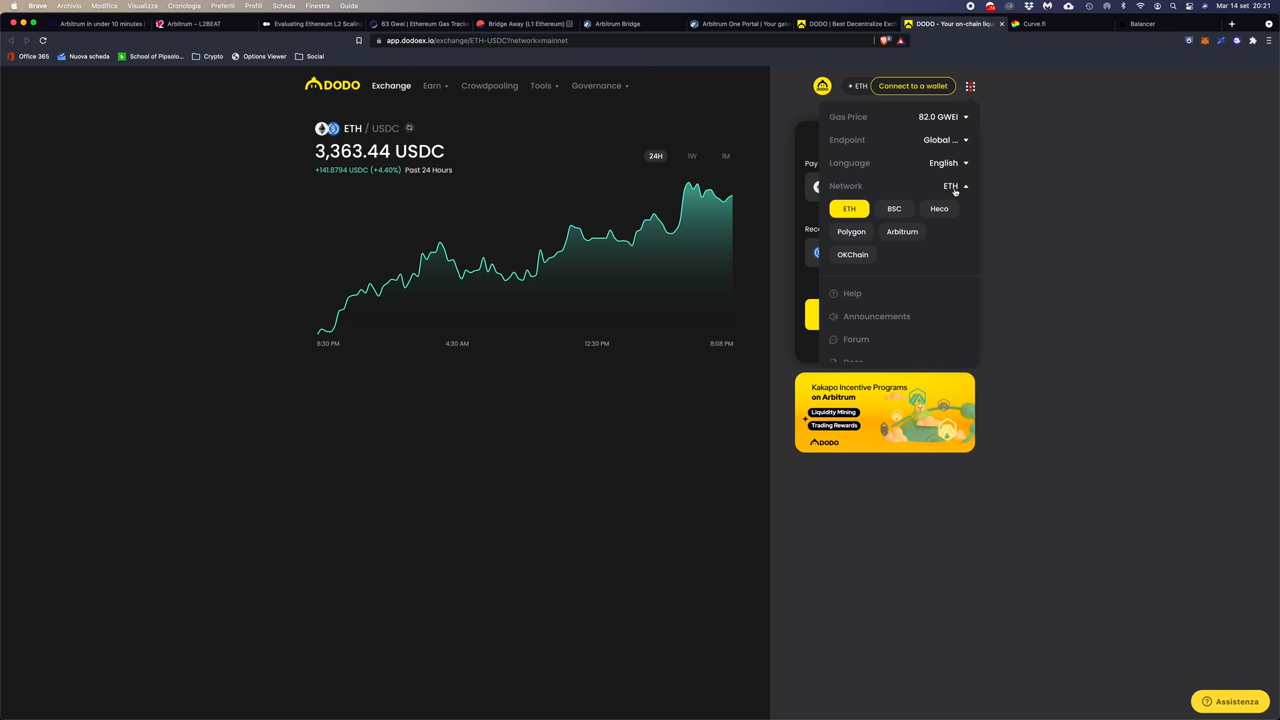 Brave Archivio Modifica Visualizza Cronologia Preferiti Profili Scheda Finestra Guida Mar 14 set 20:21
Arbitrum in under 10 minutes | Arbitrum – L2BEAT Evaluating Ethereum L2 Scaling 63 Gwei | Ethereum Gas Tracke Bridge Away (L1 Ethereum) Arbitrum Bridge Arbitrum One Portal | Your gate DODO | Best Decentralize Exc DODO - Your on-chain liqu Curve.fi Balancer
app.dodoex.io/exchange/ETH-USDC?network=mainnet
Office 365 Nuova scheda School of Pipsolo... Crypto Options Viewer Social
DODO Exchange Earn Crowdpooling Tools Governance
ETH Connect to a wallet
ETH / USDC
3,363.44 USDC
+141.8794 USDC (+4.40%) Past 24 Hours
24H 1W 1M
8:30 PM 4:30 AM 12:30 PM 8:08 PM
Pay
Rece
Gas Price 82.0 GWEI
Endpoint Global ...
Language English
Network ETH
ETH BSC Heco
Polygon Arbitrum
OKChain
Help
Announcements
Forum
Docs
Kakapo Incentive Programs
on Arbitrum
Liquidity Mining
+
Trading Rewards
DODO
Assistenza